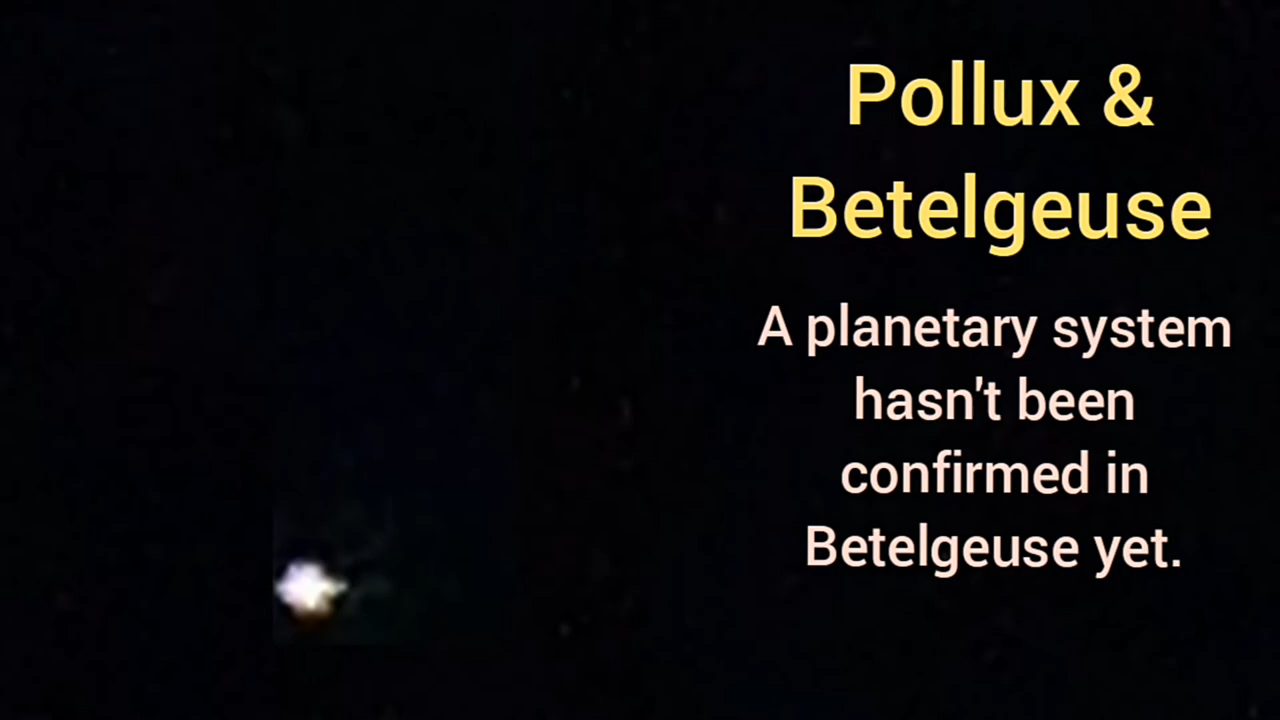 Pollux &
Betelgeuse
A planetary system
hasn't been
confirmed in
Betelgeuse yet.